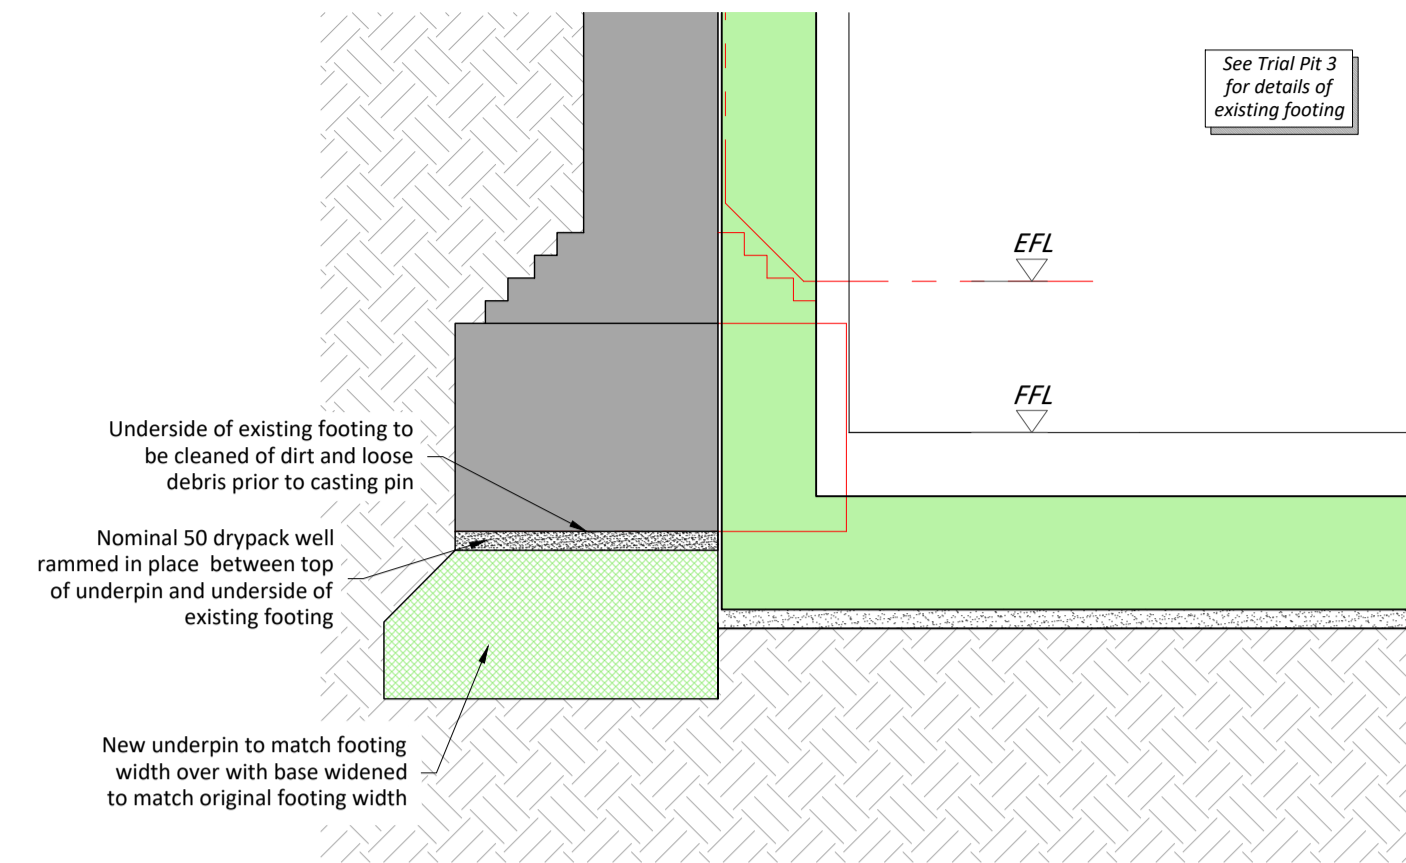 See Trial Pit 3
for details of
existing footing
EFL
FFL
Underside of existing footing to
be cleaned of dirt and loose
debris prior to casting pin
Nominal 50 drypack well
rammed in place between top
of underpin and underside of
existing footing
New underpin to match footing
width over with base widened
to match original footing width